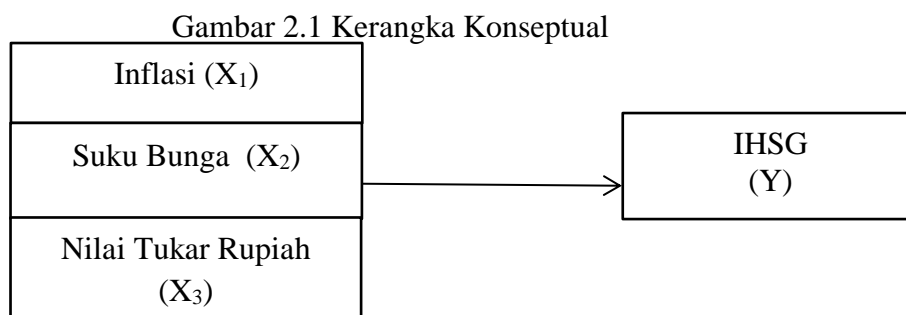 Gambar 2.1 Kerangka Konseptual
Inflasi (X₁)
Suku Bunga (X₂)
Nilai Tukar Rupiah
(X₃)
IHSG
(Y)